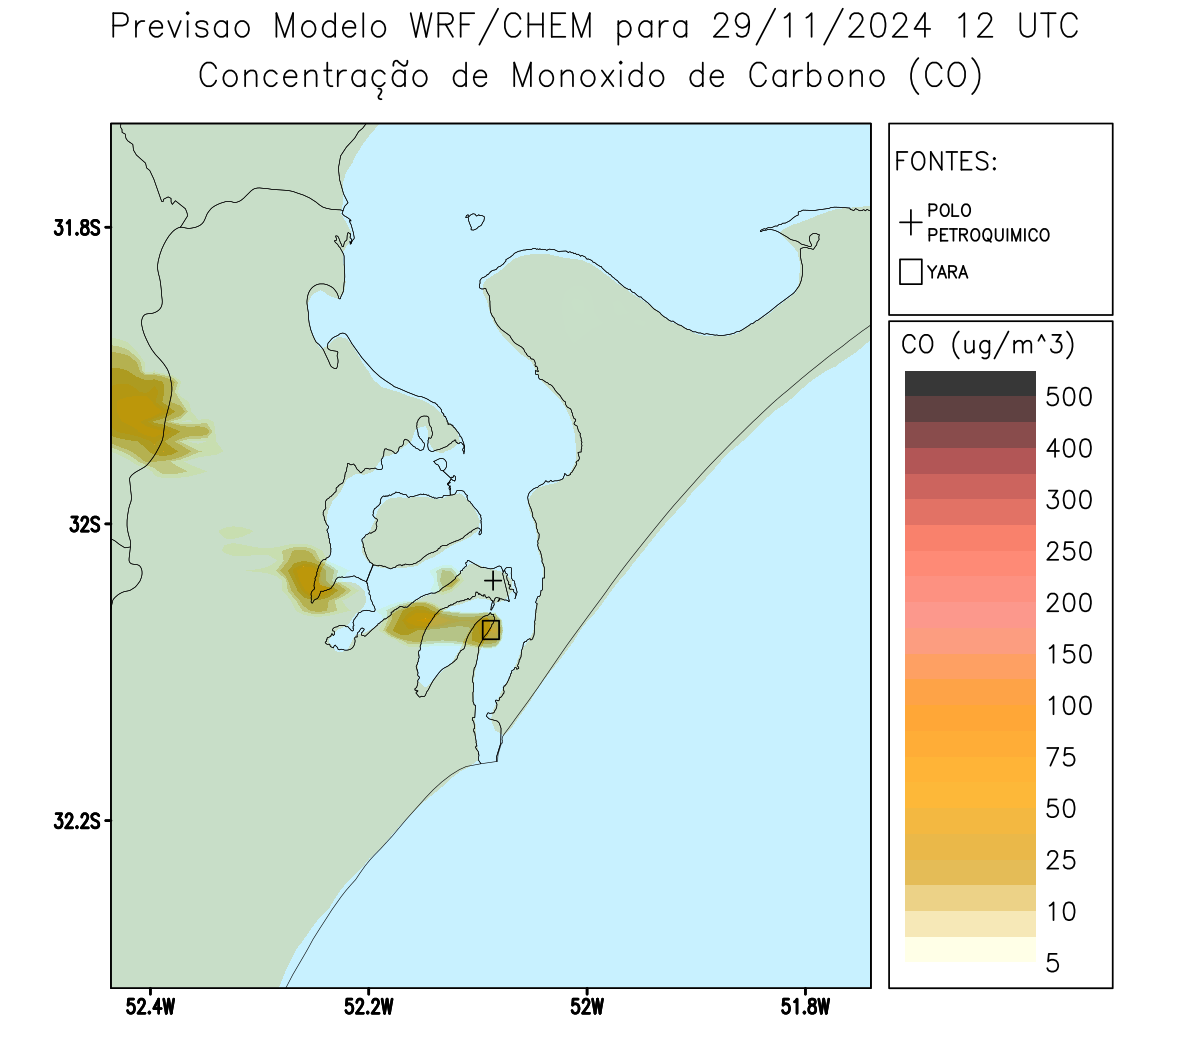 Previsao Modelo WRF/CHEM para 29/11/2024 12 UTC
Concentração de Monoxido de Carbono (CO)
FONTES:
POLO
PETROQUIMICO
YARA
CO (ug/m^3)
500
400
300
250
200
150
100
75
50
25
10
5
31.8S
32S
32.2S
52.4W
52.2W
52W
51.8W